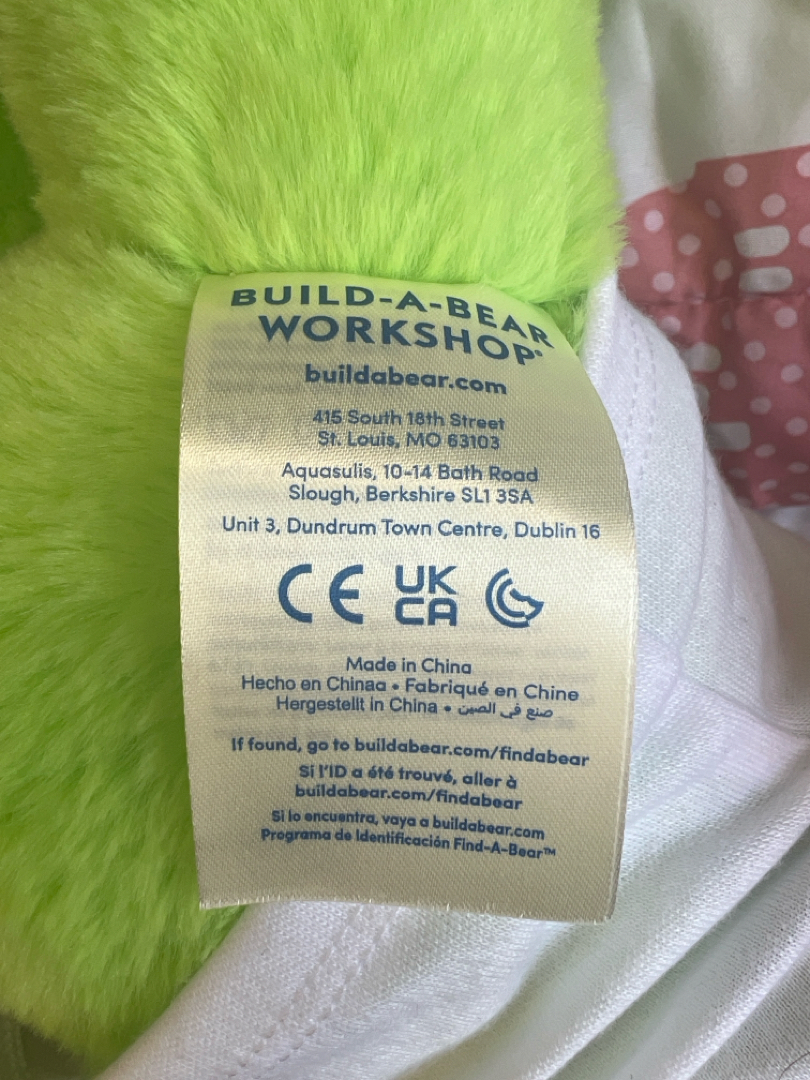 BUILD-A-BEAR
WORKSHOP®
buildabear.com
415 South 18th Street
St. Louis, MO 63103
Aquasulis, 10-14 Bath Road
Slough, Berkshire SL1 3SA
Unit 3, Dundrum Town Centre, Dublin 16
CE UK
CA
Made in China
Hecho en Chinaa • Fabriqué en Chine
Hergestellt in China • صنع في الصين
If found, go to buildabear.com/findabear
Si l'ID a été trouvé, aller à
buildabear.com/findabear
Si lo encuentra, vaya a buildabear.com
Programa de Identificación Find-A-Bear™